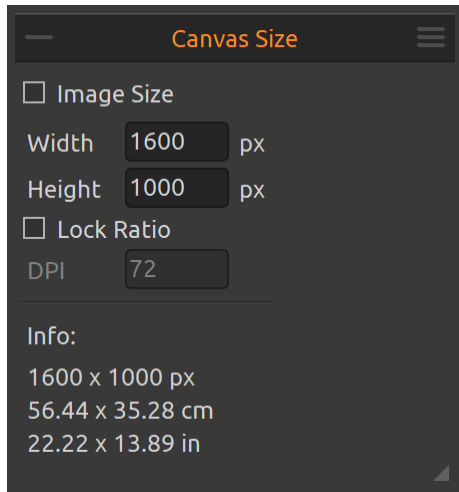 Canvas Size
Image Size
Width 1600 px
Height 1000 px
Lock Ratio
DPI 72
Info:
1600 x 1000 px
56.44 x 35.28 cm
22.22 x 13.89 in